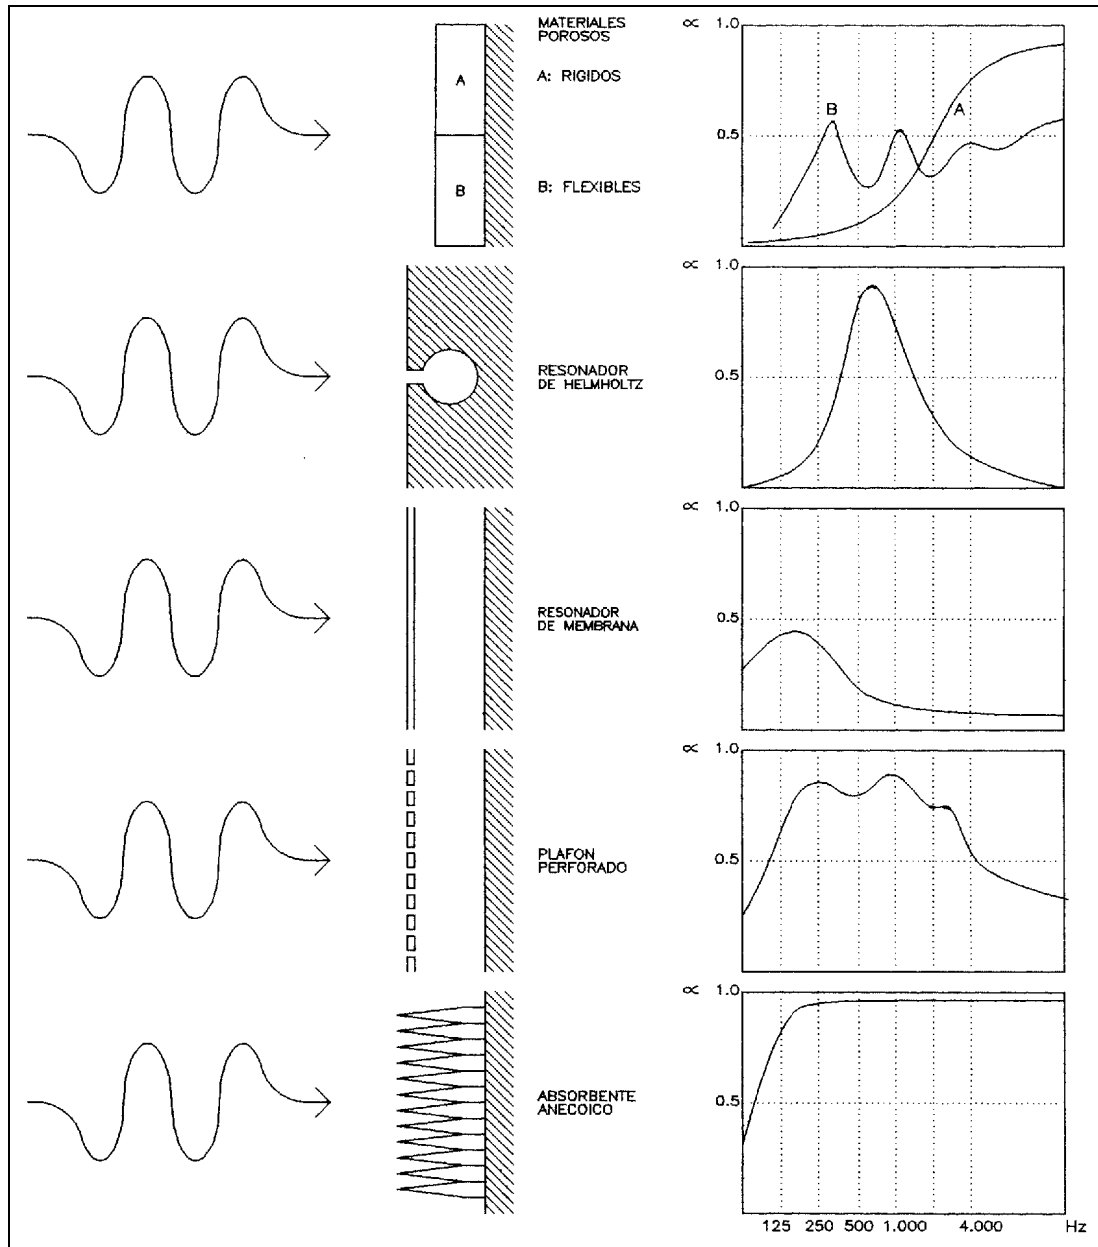 MATERIALES
POROSOS
A: RIGIDOS
B: FLEXIBLES
A
B
∝ 1.0
0.5
B
A
RESONADOR
DE HELMHOLTZ
∝ 1.0
0.5
RESONADOR
DE MEMBRANA
∝ 1.0
0.5
PLAFON
PERFORADO
∝ 1.0
0.5
ABSORBENTE
ANECOICO
∝ 1.0
0.5
125 250 500 1.000 4.000 Hz